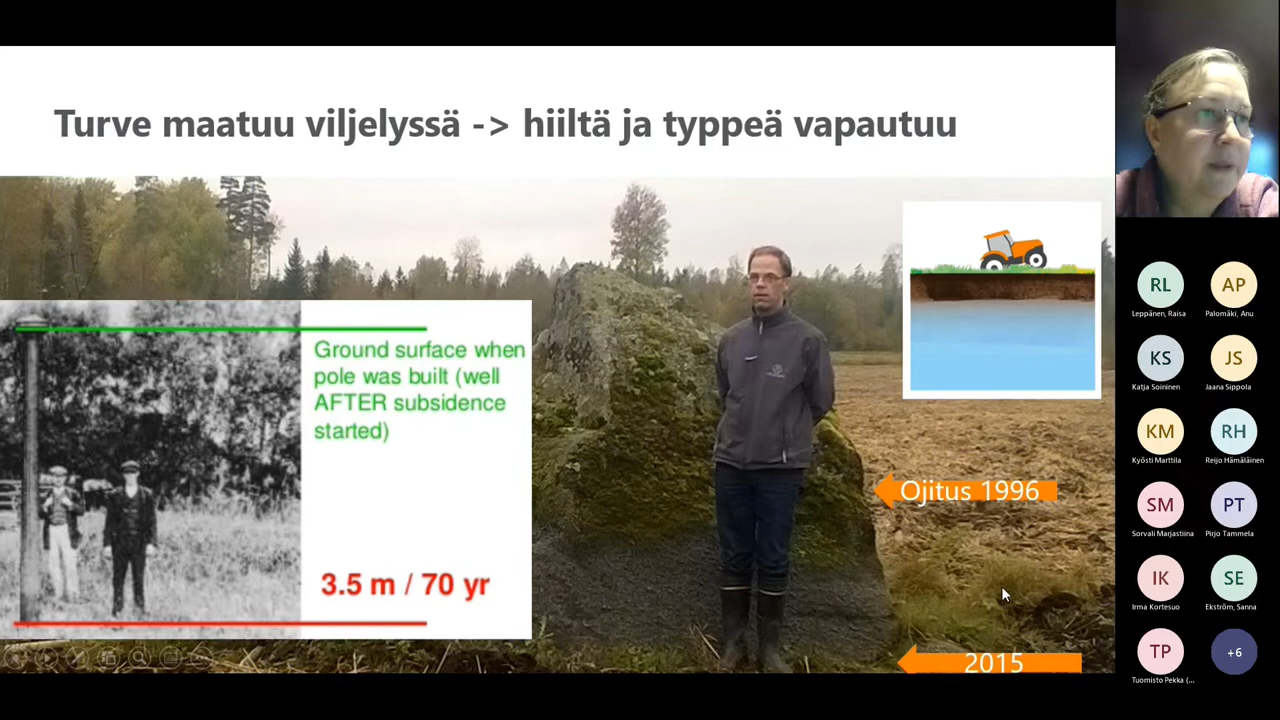 Turve maatuu viljelyssä -> hiiltä ja typpeä vapautuu
Ground surface when
pole was built (well
AFTER subsidence
started)
3.5 m / 70 yr
Ojitus 1996
2015
RL
Leppänen, Raisa
AP
Palomäki, Anu
KS
Katja Soininen
JS
Jaana Sippola
KM
Kyösti Marttila
RH
Reijo Hämäläinen
SM
Sorvali Marjastiina
PT
Pirjo Tammela
IK
Irma Kortesuo
SE
Ekström, Sanna
TP
Tuomisto Pekka (...
+6